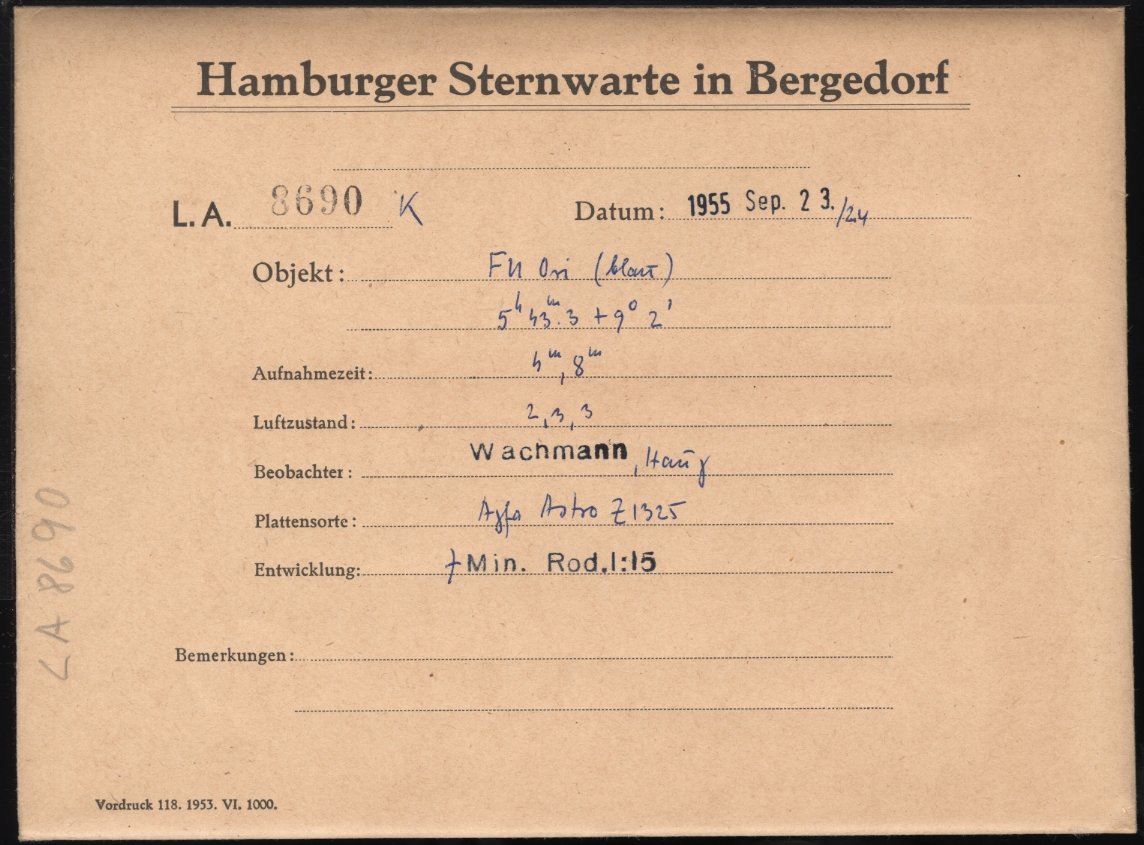 Hamburger Sternwarte in Bergedorf
L.A. 8690 K Datum: 1955 Sep. 23./24
Objekt: FU Ori (blau)
5ʰ 43ᵐ.3 + 9° 2'
Aufnahmezeit: 4ᵐ, 8ᵐ
Luftzustand: 2, 3, 3
Beobachter: Wachmann, Haug
Plattensorte: Agfa Astro Z 1325
Entwicklung: 7 Min. Rod. 1:15
Bemerkungen:
Vordruck 118. 1953. VI. 1000.
LA 8690